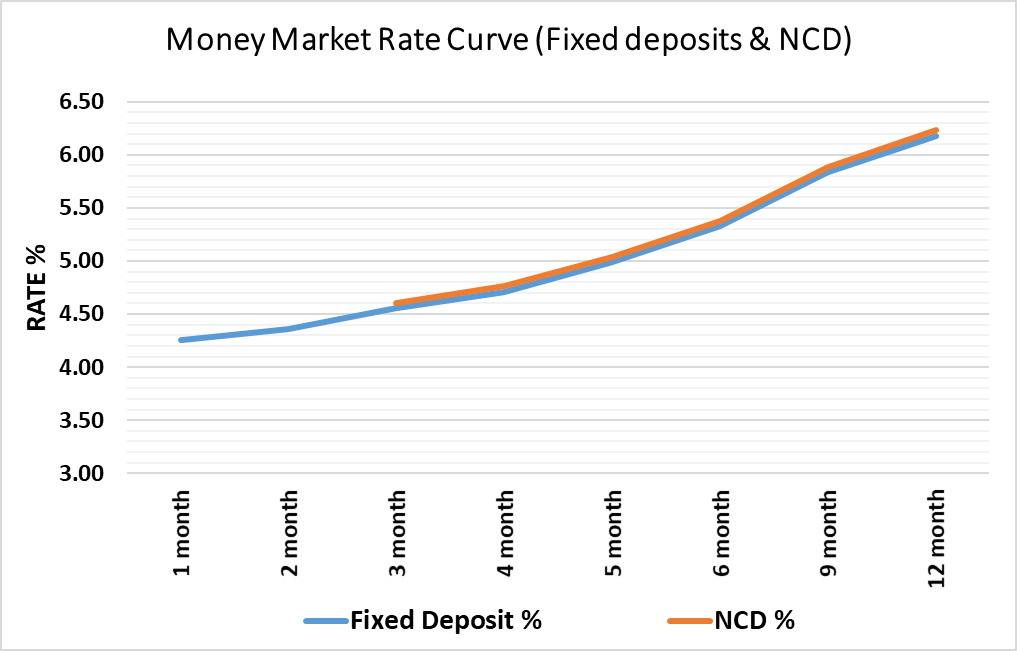 Money Market Rate Curve (Fixed deposits & NCD)
6.50
6.00
5.50
5.00
4.50
4.00
3.50
3.00
RATE %
1 month
2 month
3 month
4 month
5 month
6 month
9 month
12 month
Fixed Deposit %
NCD %